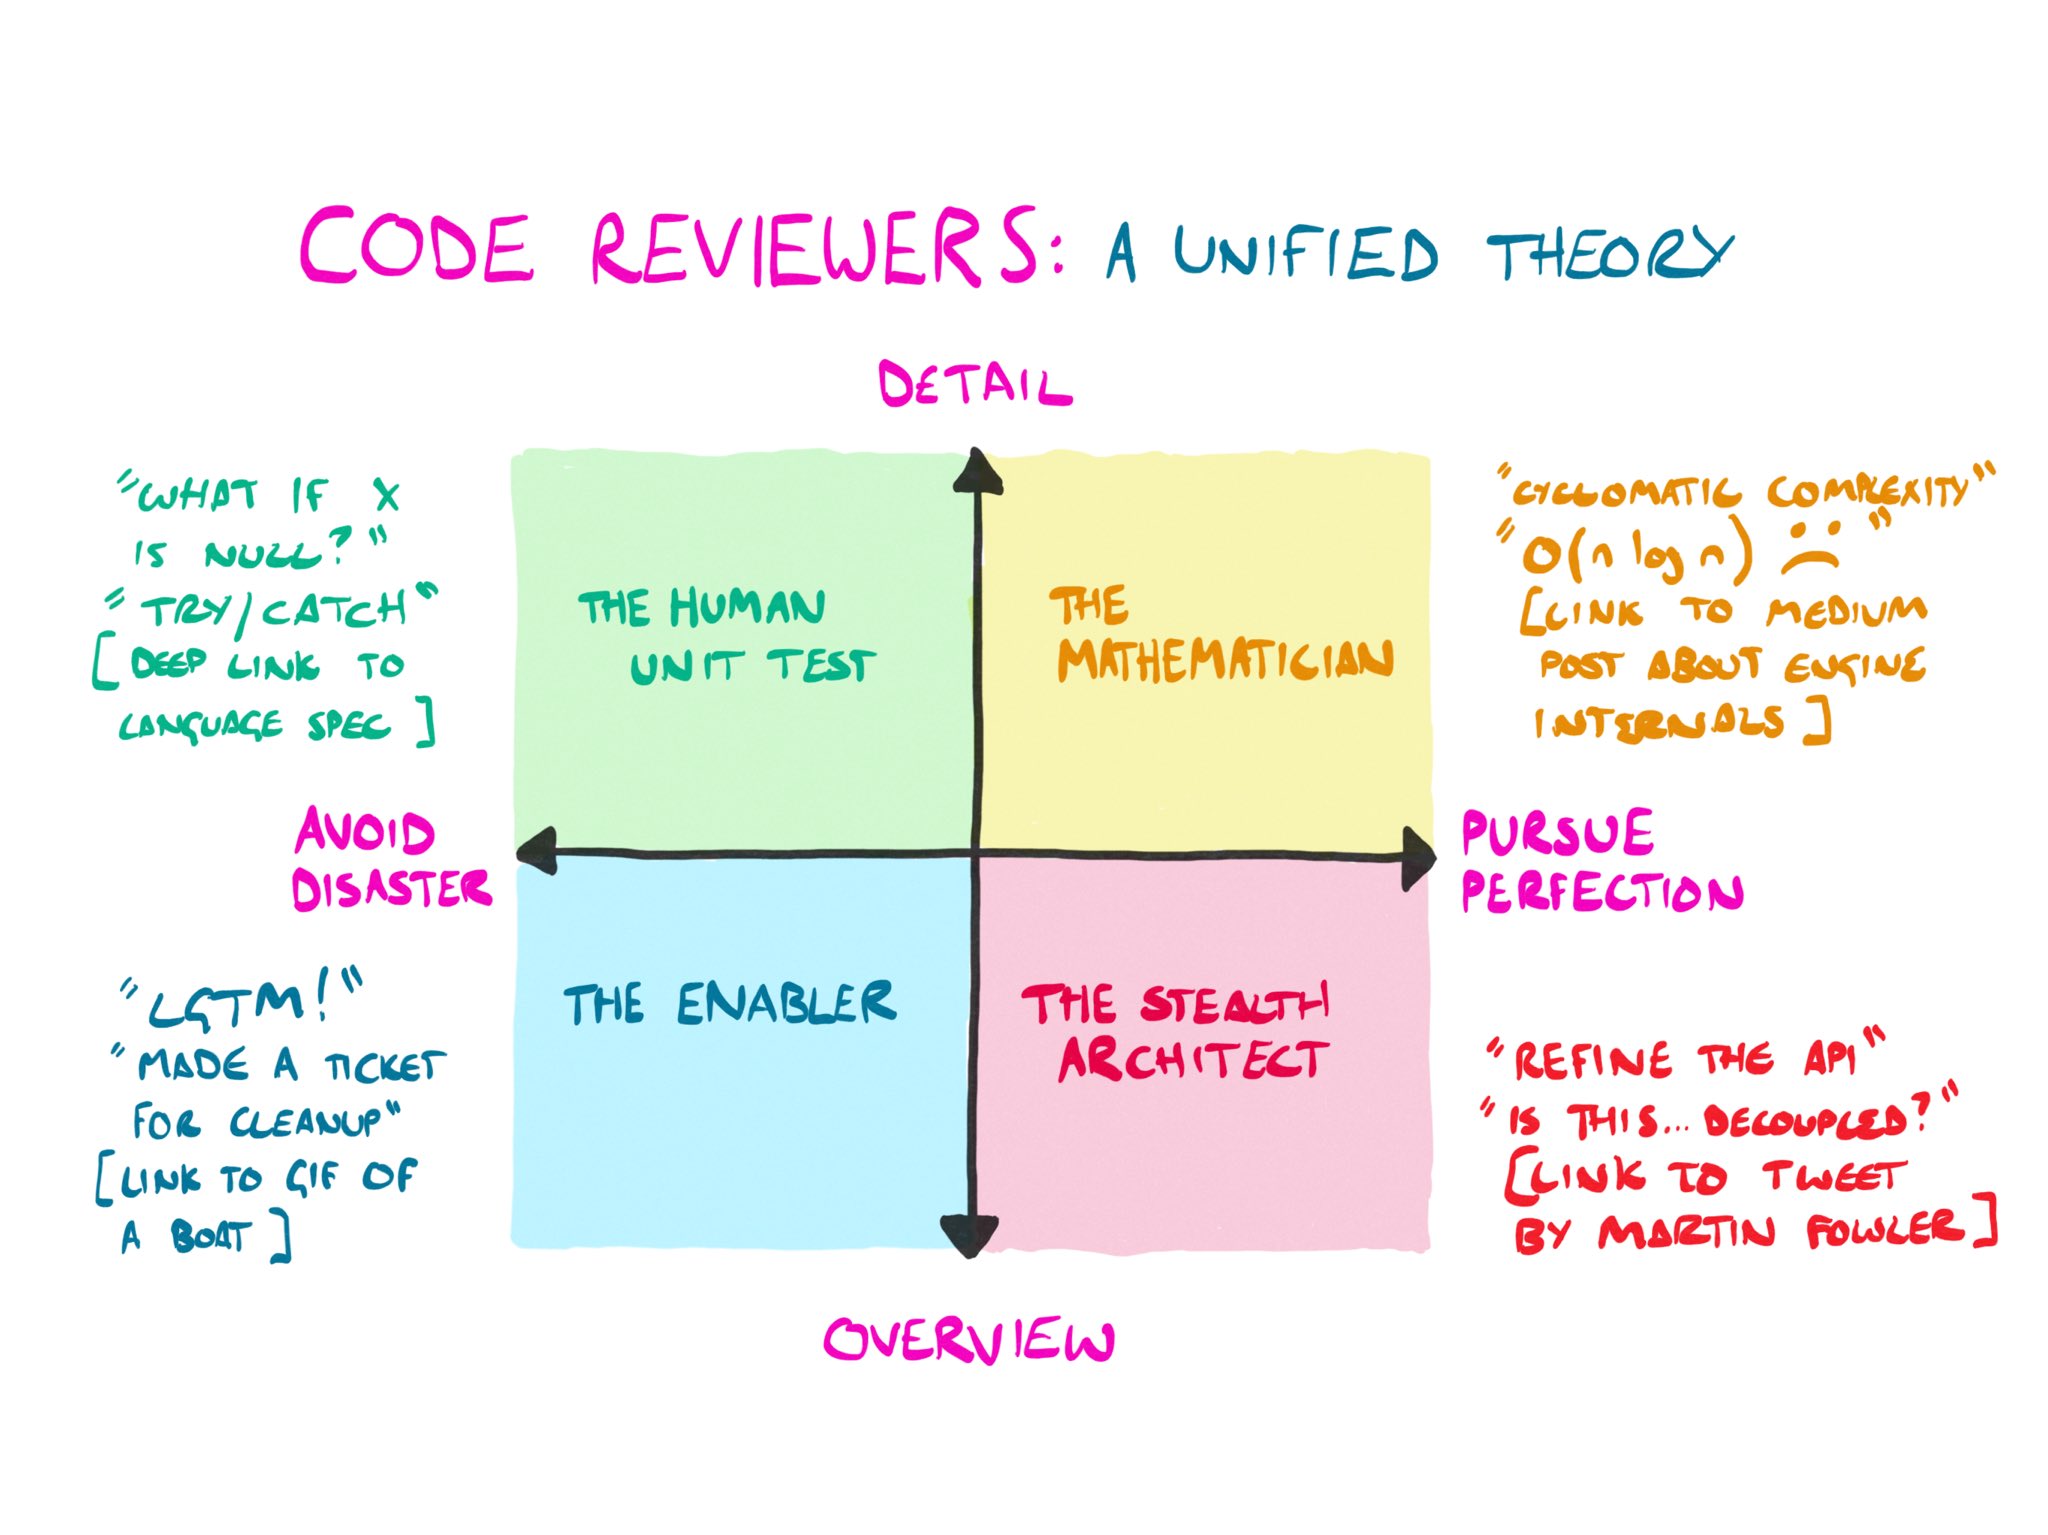 CODE REVIEWERS: A UNIFIED THEORY
DETAIL
"WHAT IF X
IS NULL?"
"TRY/CATCH"
[DEEP LINK TO
LANGUAGE SPEC]
THE HUMAN
UNIT TEST
THE
MATHEMATICIAN
"CYCLOMATIC COMPLEXITY"
"O(n log n) ☹"
[LINK TO MEDIUM
POST ABOUT ENGINE
INTERNALS]
AVOID
DISASTER
PURSUE
PERFECTION
"LGTM!"
"MADE A TICKET
FOR CLEANUP"
[LINK TO GIF OF
A BOAT]
THE ENABLER
THE STEALTH
ARCHITECT
"REFINE THE API"
"IS THIS... DECOUPLED?"
[LINK TO TWEET
BY MARTIN FOWLER]
OVERVIEW